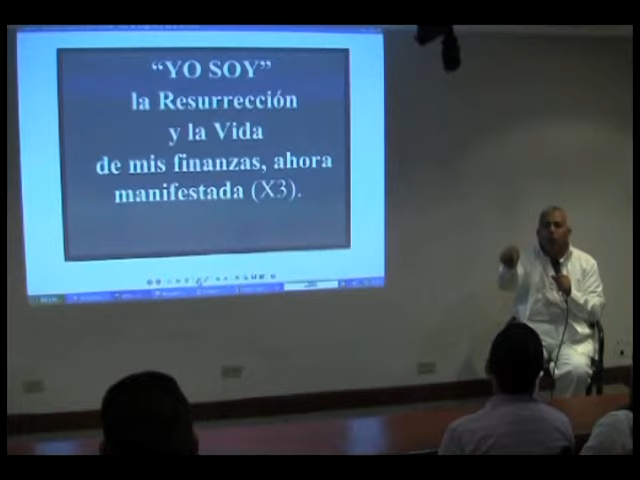 “YO SOY”
la Resurrección
y la Vida
de mis finanzas, ahora
manifestada (X3).